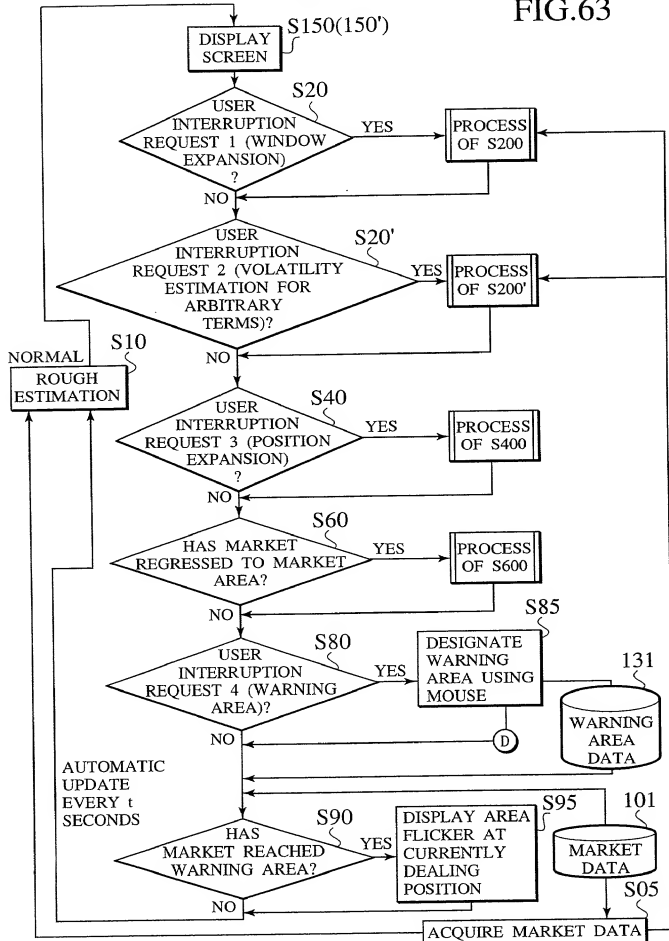 FIG.63
S150(150')
DISPLAY
SCREEN
S20
USER
INTERRUPTION
REQUEST 1 (WINDOW
EXPANSION)
?
YES
PROCESS
OF S200
NO
S20'
USER
INTERRUPTION
REQUEST 2 (VOLATILITY
ESTIMATION FOR
ARBITRARY
TERMS)?
YES
PROCESS
OF S200'
NO
NORMAL
S10
ROUGH
ESTIMATION
S40
USER
INTERRUPTION
REQUEST 3 (POSITION
EXPANSION)
?
YES
PROCESS
OF S400
NO
S60
HAS MARKET
REGRESSED TO MARKET
AREA?
YES
PROCESS
OF S600
NO
S80
USER
INTERRUPTION
REQUEST 4 (WARNING
AREA)?
YES
S85
DESIGNATE
WARNING
AREA USING
MOUSE
131
WARNING
AREA
DATA
NO
D
AUTOMATIC
UPDATE
EVERY t
SECONDS
S90
HAS
MARKET REACHED
WARNING AREA?
YES
S95
DISPLAY AREA
FLICKER AT
CURRENTLY
DEALING
POSITION
101
MARKET
DATA
NO
S05
ACQUIRE MARKET DATA